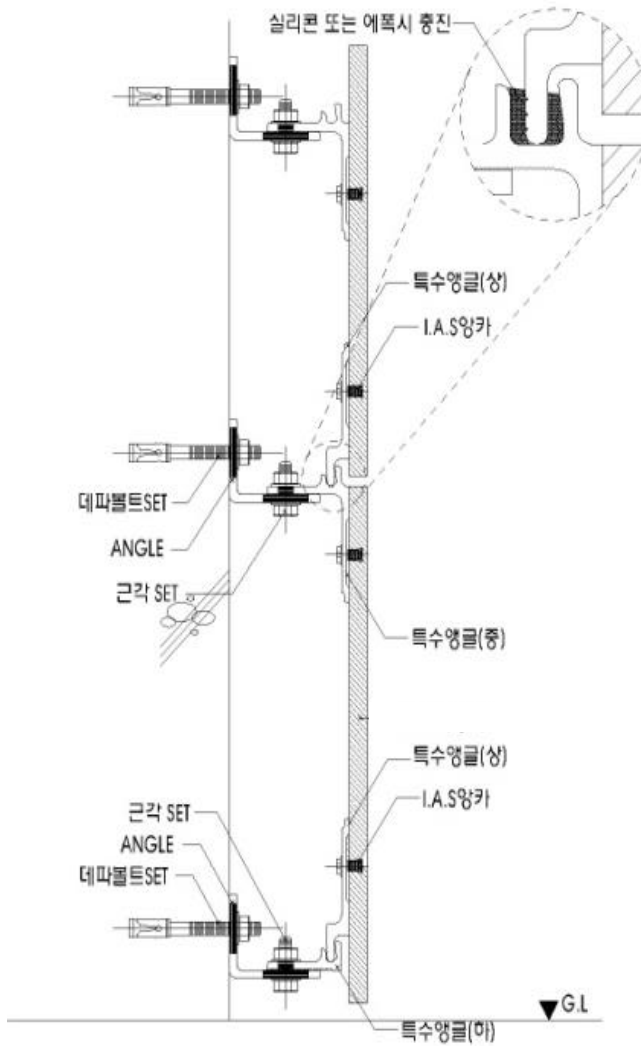 실리콘 또는 에폭시 충진
특수앵글(상)
I.A.S앙카
데파볼트SET
ANGLE
근각 SET
특수앵글(중)
특수앵글(상)
I.A.S앙카
근각 SET
ANGLE
데파볼트SET
G.L
특수앵글(하)